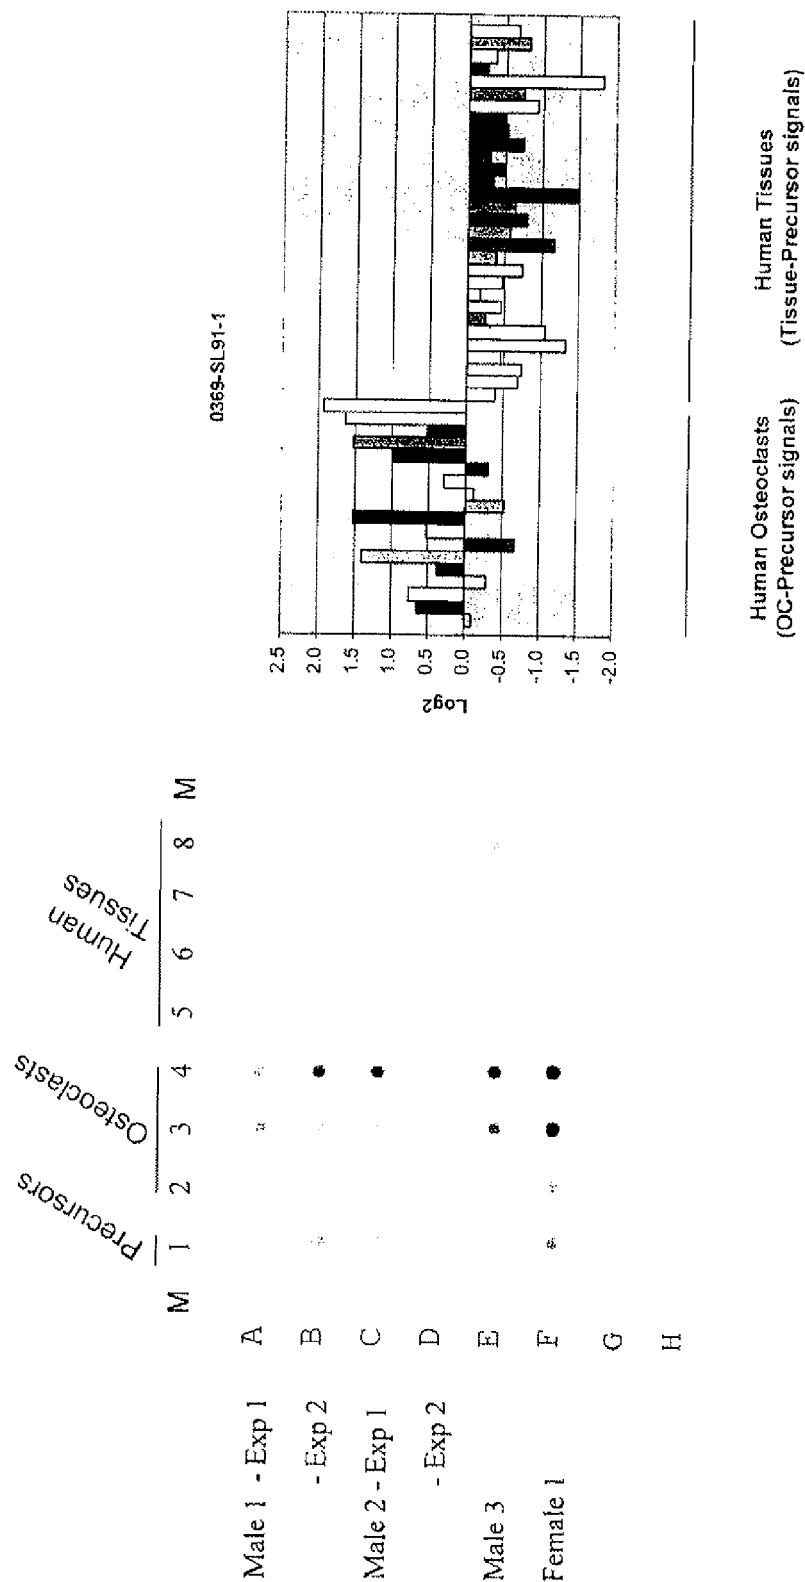 Precursors
Osteoclasts
Human
Tissues
M 1 2 3 4 5 6 7 8 M
Male 1 - Exp 1 A
- Exp 2 B
Male 2 - Exp 1 C
- Exp 2 D
Male 3 E
Female 1 F
G
H
0369-SL91-1
2.5
2.0
1.5
1.0
0.5
0.0
-0.5
-1.0
-1.5
-2.0
Log2
Human Osteoclasts
(OC-Precursor signals)
Human Tissues
(Tissue-Precursor signals)